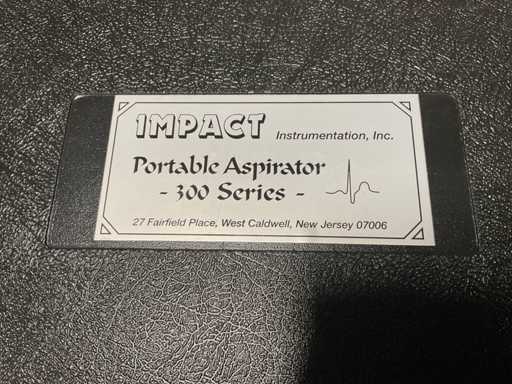 IMPACT Instrumentation, Inc.
Portable Aspirator
- 300 Series -
27 Fairfield Place, West Caldwell, New Jersey 07006